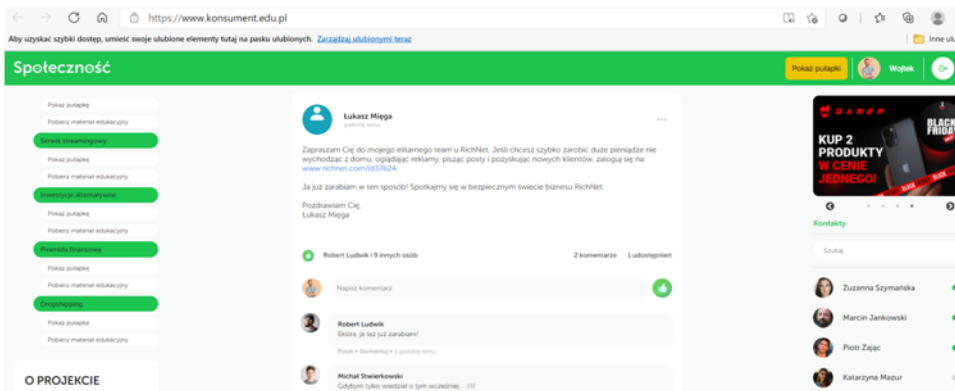 https://www.konsument.edu.pl
Aby uzyskać szybki dostęp, umieść swoje ulubione elementy tutaj na pasku ulubionych. Zarządzaj ulubionymi teraz
Inne ulu
Społeczność
Pokaż pułapki
Wojtek
Pokaż pułapkę
Pobierz materiał edukacyjny
Serwis streamingowy
Pokaż pułapkę
Pobierz materiał edukacyjny
Inwestycje alternatywne
Pokaż pułapkę
Pobierz materiał edukacyjny
Piramida finansowa
Pokaż pułapkę
Pobierz materiał edukacyjny
Dropshipping
Pokaż pułapkę
Pobierz materiał edukacyjny
O PROJEKCIE
Łukasz Mięga
godzinę temu
Zapraszam Cię do mojego elitarnego team'u RichNet. Jeśli chcesz szybko zarobić duże pieniądze nie
wychodząc z domu, oglądając reklamy, pisząc posty i pozyskując nowych klientów, zaloguj się na:
www.richnet.com/id37624.
Ja już zarabiam w ten sposób! Spotkajmy się w bezpiecznym świecie biznesu RichNet.
Pozdrawiam Cię,
Łukasz Mięga
Robert Ludwik i 9 innych osób
2 komentarze 1 udostępnień
Napisz komentarz
Robert Ludwik
Ekstra, ja też już zarabiam!
Polub • Skomentuj • 1 godzinę temu
Michał Stwierkowski
Gdybym tylko wiedział o tym wcześniej... :////
GAMER
KUP 2
PRODUKTY
W CENIE
JEDNEGO!
BLACK
FRIDAY
Kontakty
Szukaj
Zuzanna Szymańska
Marcin Jankowski
Piotr Zając
Katarzyna Mazur